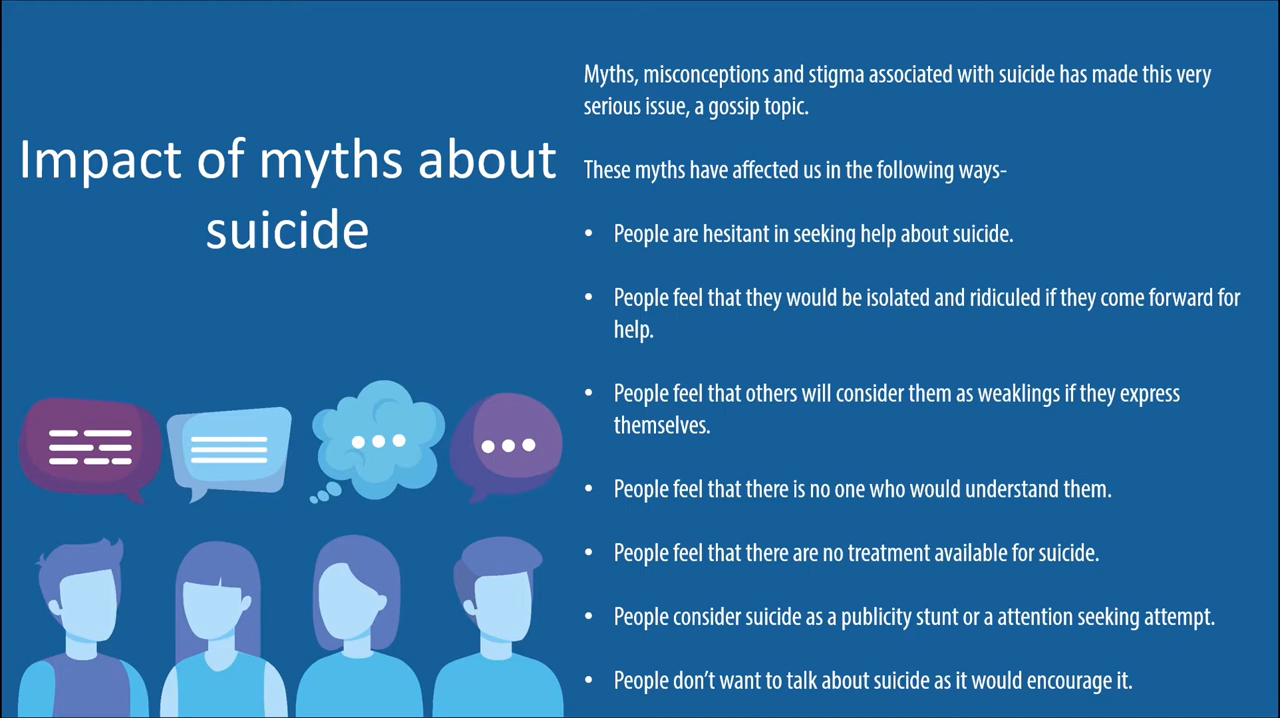 Impact of myths about
suicide
Myths, misconceptions and stigma associated with suicide has made this very
serious issue, a gossip topic.
These myths have affected us in the following ways-
• People are hesitant in seeking help about suicide.
• People feel that they would be isolated and ridiculed if they come forward for
help.
• People feel that others will consider them as weaklings if they express
themselves.
• People feel that there is no one who would understand them.
• People feel that there are no treatment available for suicide.
• People consider suicide as a publicity stunt or a attention seeking attempt.
• People don’t want to talk about suicide as it would encourage it.